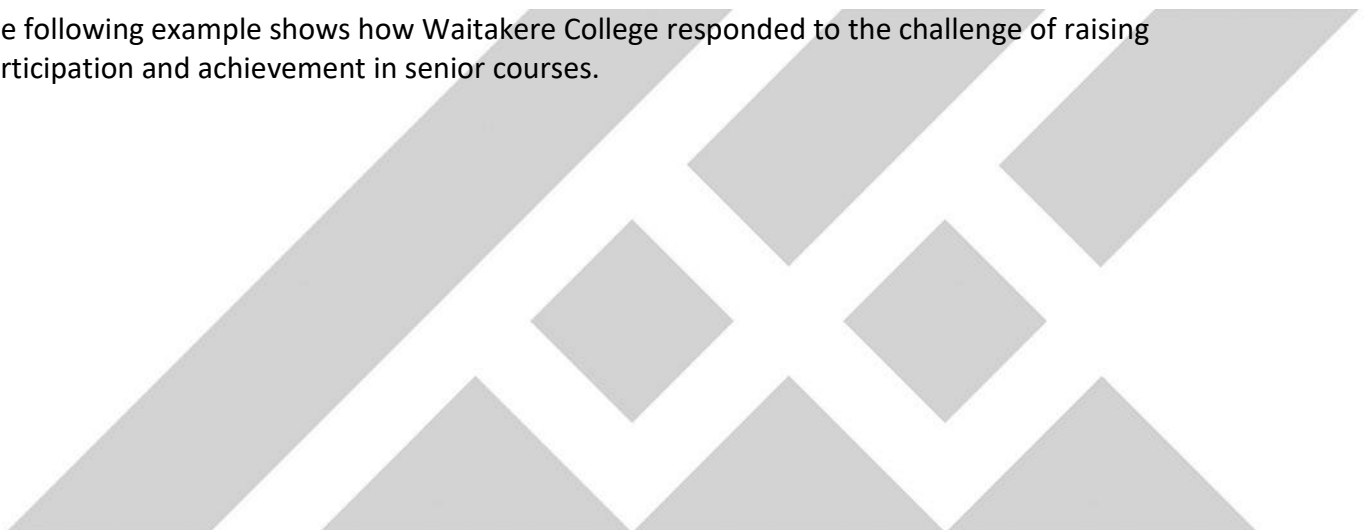 e following example shows how Waitakere College responded to the challenge of raising
rticipation and achievement in senior courses.